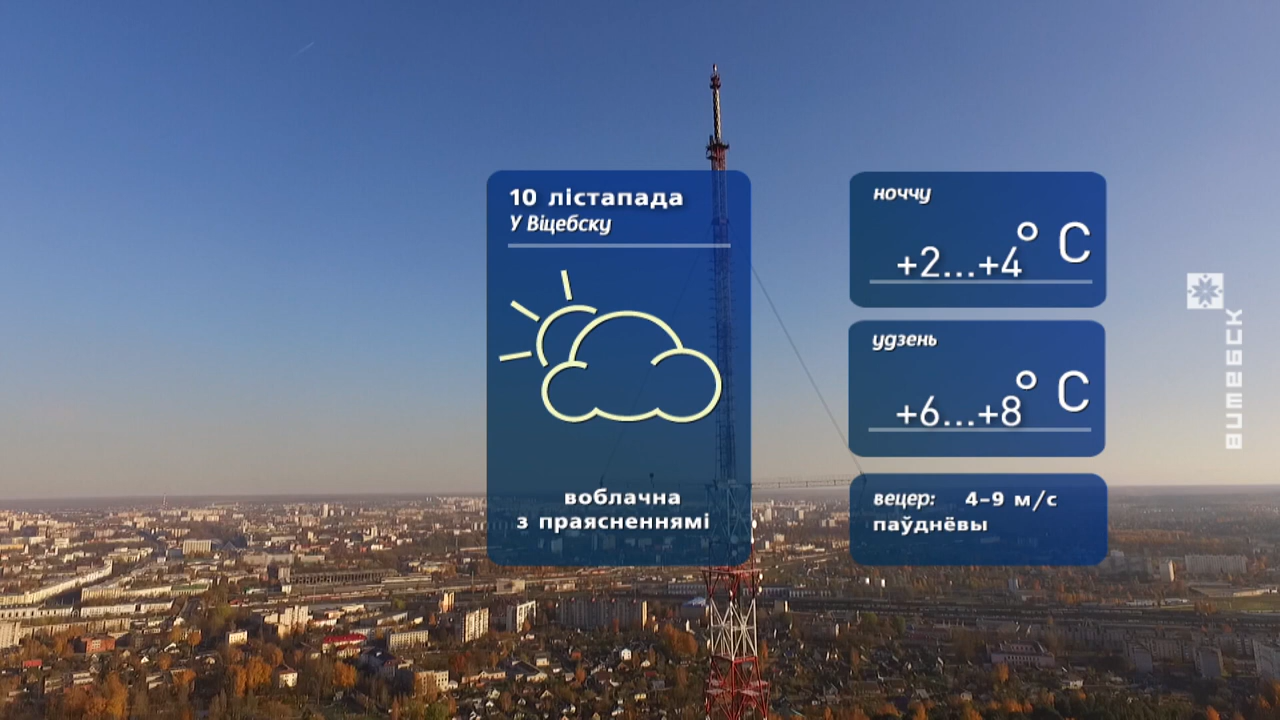 10 лістапада
У Віцебску
воблачна
з праясненнямі
ноччу
+2...+4° C
удзень
+6...+8° C
вецер: 4-9 м/с
паўднёвы
витебск